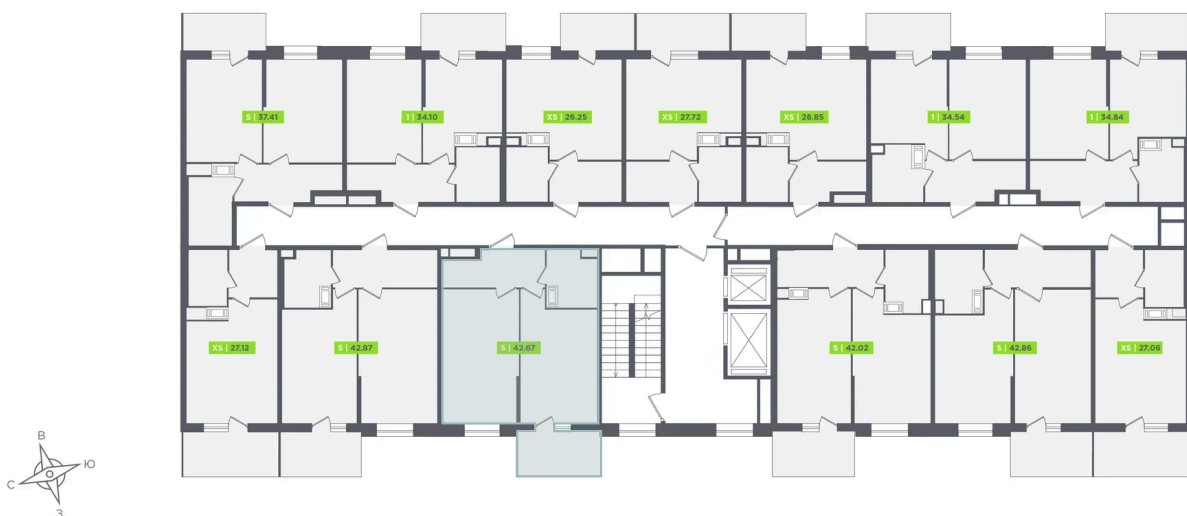 S | 37.41
1 | 34.10
XS | 26.25
XS | 27.72
XS | 26.85
1 | 34.54
1 | 34.84
XS | 27.12
S | 42.87
S | 42.67
S | 42.02
S | 42.86
XS | 27.06
В
Ю
С
З